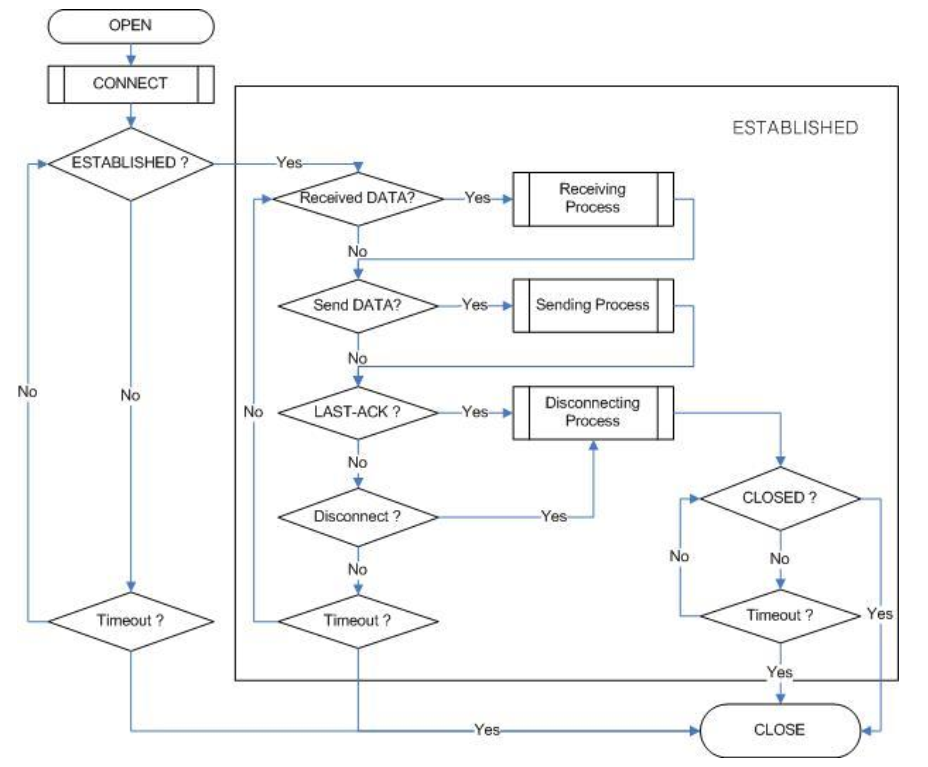 OPEN
CONNECT
ESTABLISHED
ESTABLISHED ?
Yes
Received DATA?
Yes
Receiving
Process
No
Send DATA?
Yes
Sending Process
No
No
No
No
LAST-ACK ?
Yes
Disconnecting
Process
No
CLOSED ?
Disconnect ?
Yes
No
No
No
Timeout ?
Timeout ?
Timeout ?
Yes
Yes
Yes
CLOSE